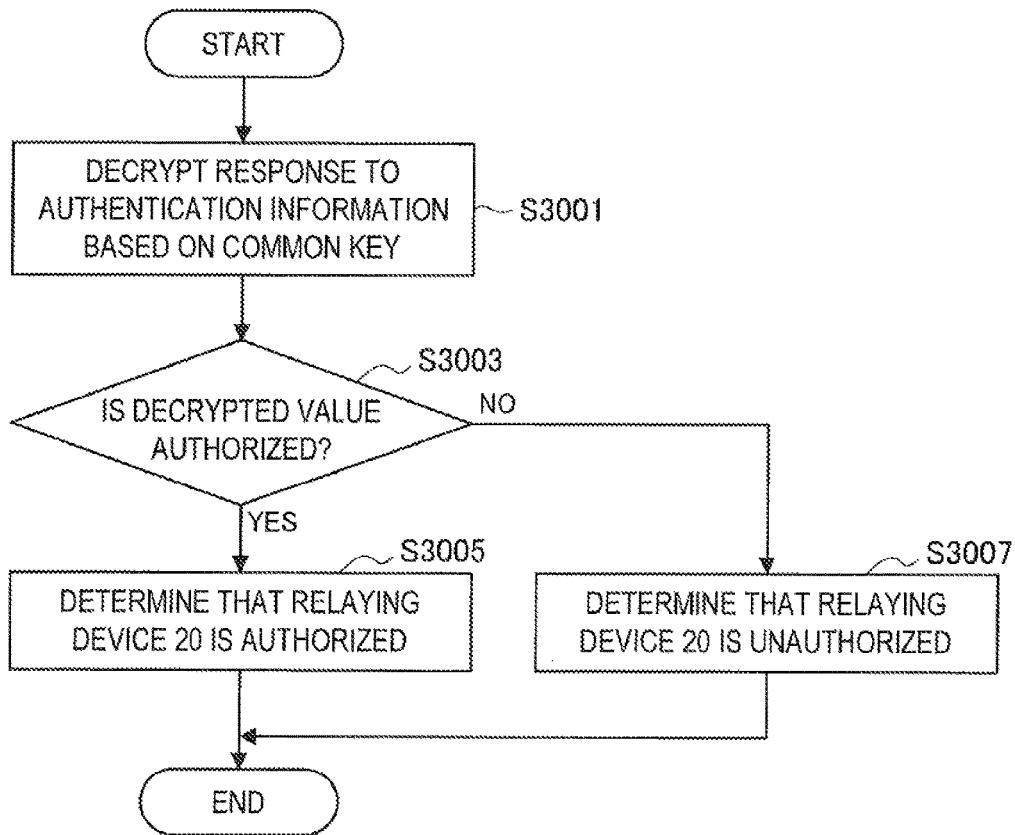 START
DECRYPT RESPONSE TO
AUTHENTICATION INFORMATION
BASED ON COMMON KEY
S3001
S3003
IS DECRYPTED VALUE
AUTHORIZED?
NO
YES
S3005
DETERMINE THAT RELAYING
DEVICE 20 IS AUTHORIZED
S3007
DETERMINE THAT RELAYING
DEVICE 20 IS UNAUTHORIZED
END